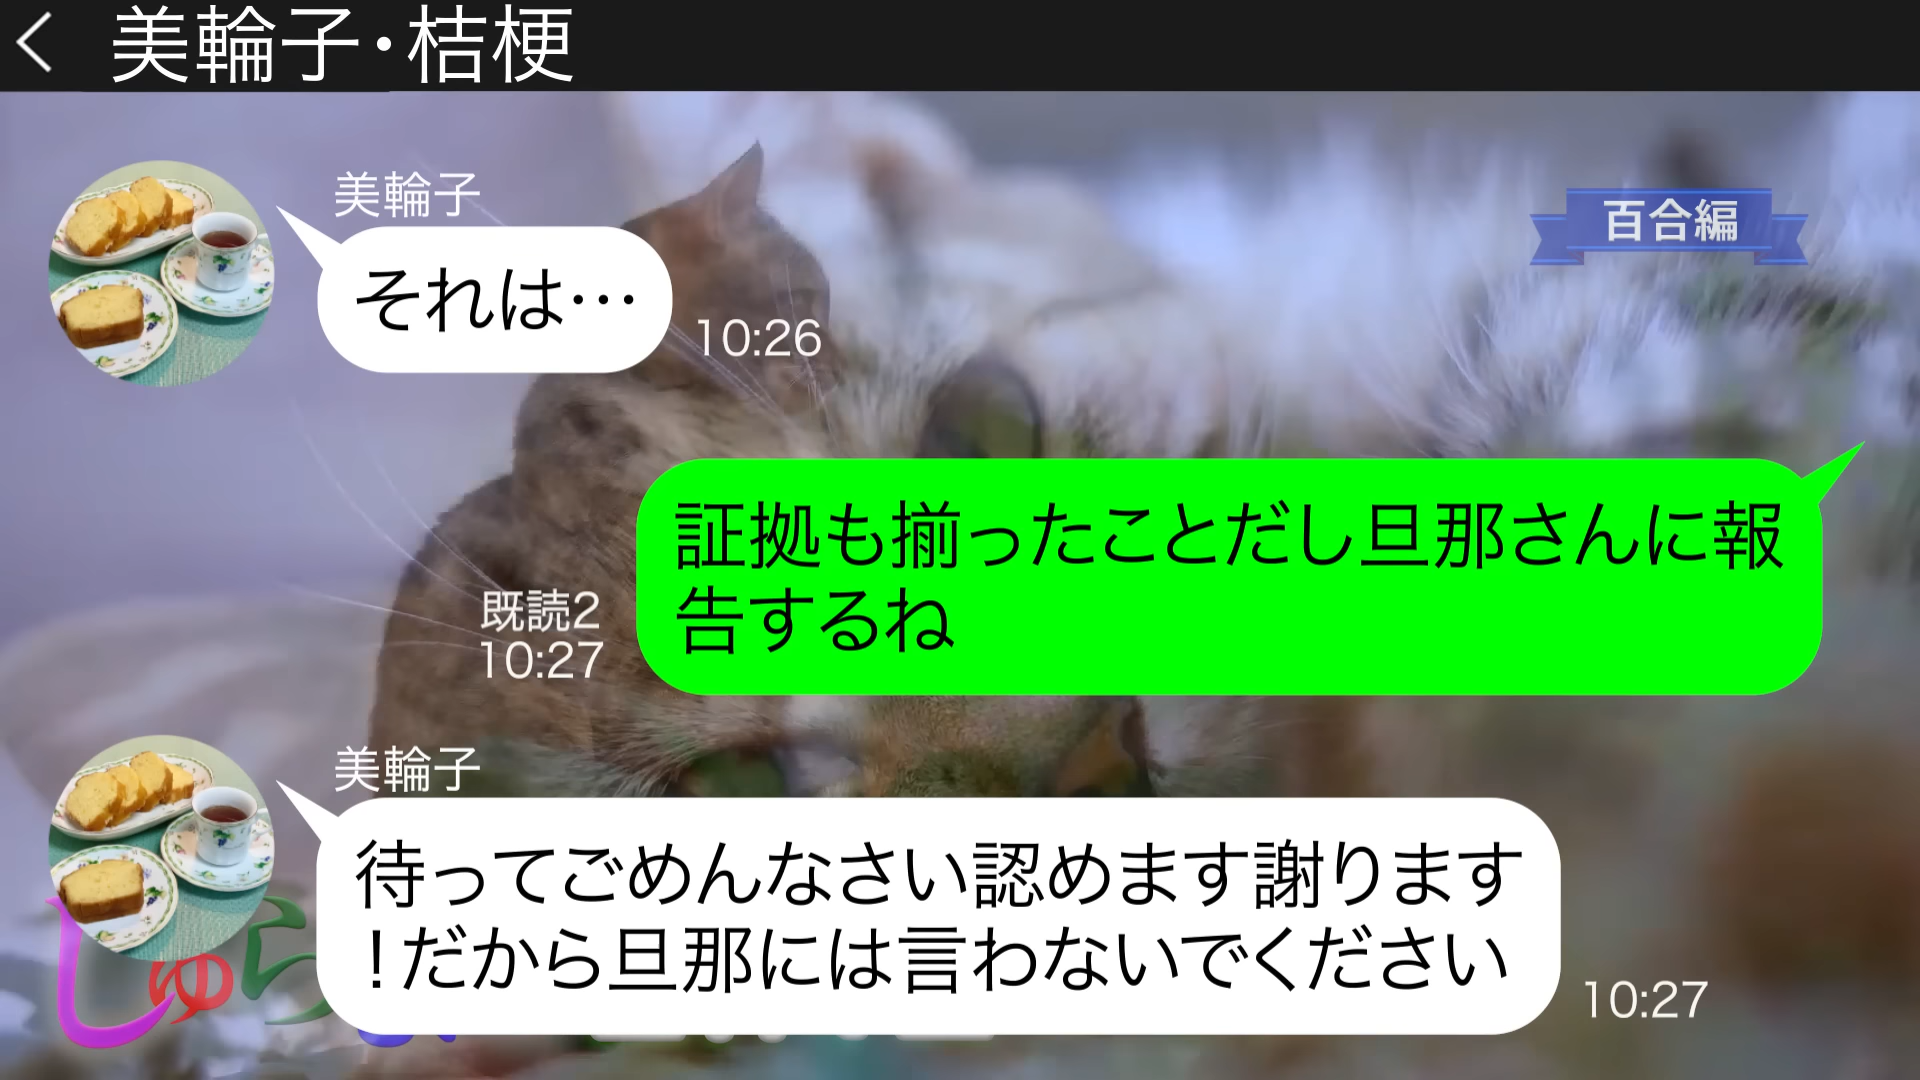 美輪子・桔梗
美輪子
百合編
それは…
10:26
証拠も揃ったことだし旦那さんに報
告するね
既読2
10:27
美輪子
待ってごめんなさい認めます謝ります
！だから旦那には言わないでください
10:27
しゅら